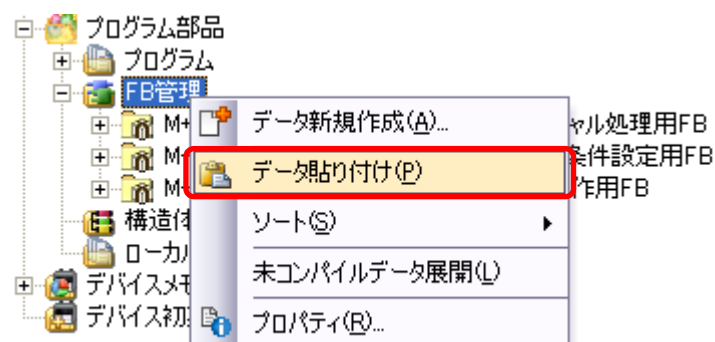 プログラム部品
プログラム
FB管理
M+ ャル処理用FB
M+ 条件設定用FB
M+ 作用FB
構造体
ローカル
デバイスメモ
デバイス初期
データ新規作成(A)...
データ貼り付け(P)
ソート(S)
未コンパイルデータ展開(L)
プロパティ(R)...